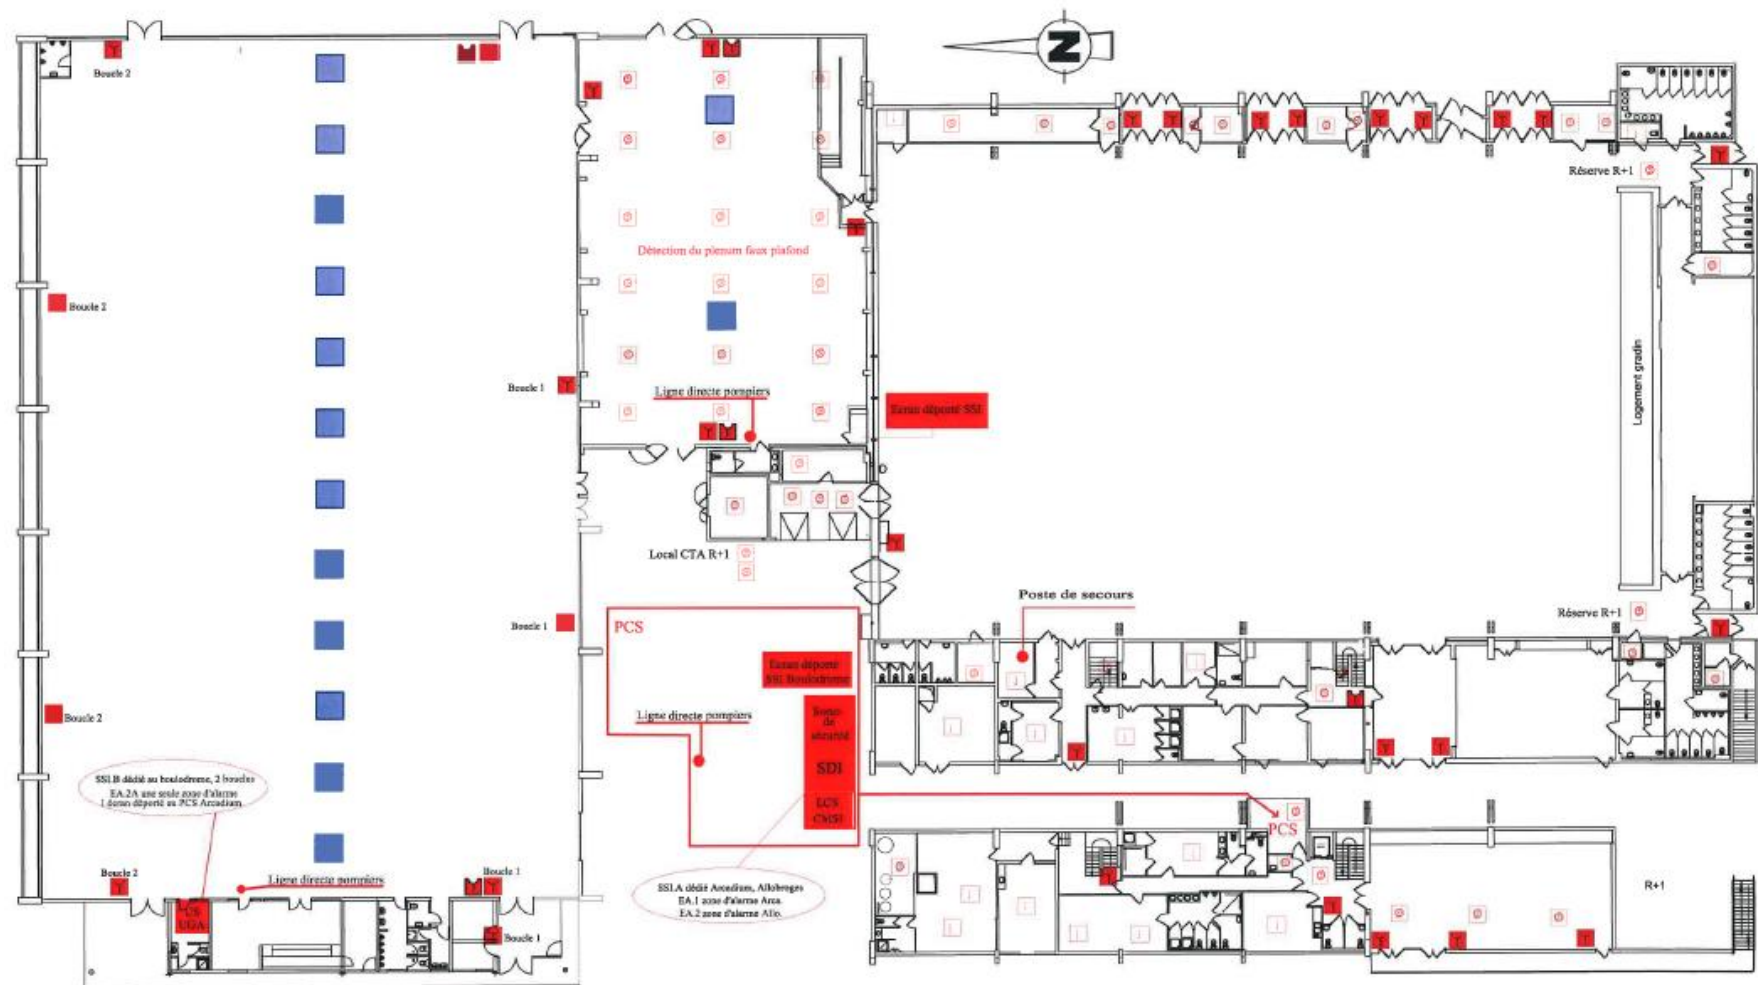 N
Boucle 2
Réserve R+1
Détection du plenum faux plafond
Boucle 2
Boucle 1
Ligne directe pompiers
Ecran déporté SSI
Logement gradin
Local CTA R+1
Poste de secours
Réserve R+1
Boucle 1
PCS
Ecran déporté
SSI Boulodrome
Boucle 2
Ligne directe pompiers
de
sécurité
SDI
SSI.B dédié au boulodrome, 2 boucles
EA.2A une seule zone d'alarme
1 écran déporté au PCS Arcadium
CMSI
PCS
Boucle 2
Ligne directe pompiers
Boucle 1
SSI.A dédié Arcadium, Allobroges
EA.1 zone d'alarme Arca.
EA.2 zone d'alarme Allo.
R+1
UGA
Boucle 1